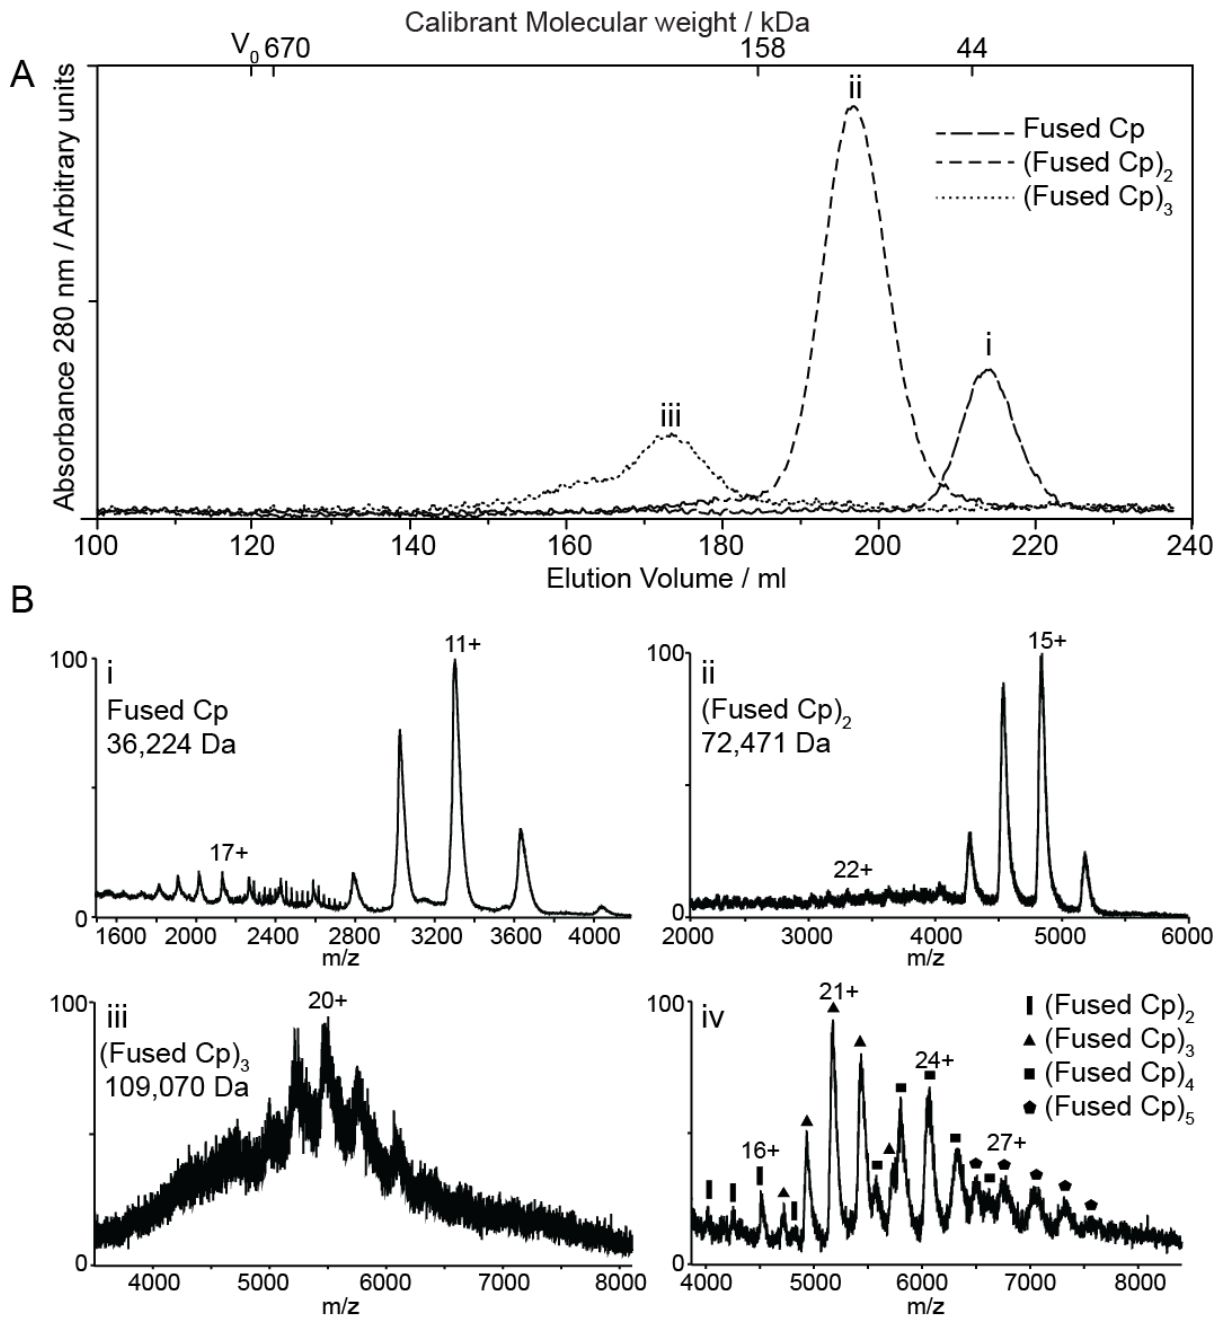 Calibrant Molecular weight / kDa
V0 670 158 44
A
Absorbance 280 nm / Arbitrary units
ii
i
iii
Fused Cp
(Fused Cp)2
(Fused Cp)3
100 120 140 160 180 200 220 240
Elution Volume / ml
B
100
i
Fused Cp
36,224 Da
11+
17+
0
1600 2000 2400 2800 3200 3600 4000
m/z
100
ii
(Fused Cp)2
72,471 Da
15+
22+
0
2000 3000 4000 5000 6000
m/z
100
iii
(Fused Cp)3
109,070 Da
20+
0
4000 5000 6000 7000 8000
m/z
100
iv
21+
24+
16+
27+
(Fused Cp)2
(Fused Cp)3
(Fused Cp)4
(Fused Cp)5
0
4000 5000 6000 7000 8000
m/z